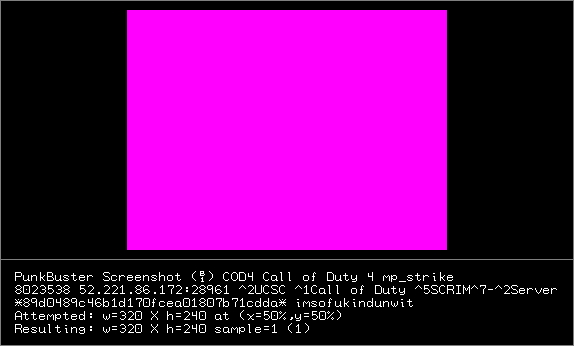 PunkBuster Screenshot () COD4 Call of Duty 4 mp_strike
8023538 52.221.86.172:28961 ^2UCSC ^1Call of Duty ^5SCRIM^7-^2Server
*89d0489c46b1d170fcea01807b71cdda* imsofukindunwit
Attempted: w=320 X h=240 at (x=50%,y=50%)
Resulting: w=320 X h=240 sample=1 (1)